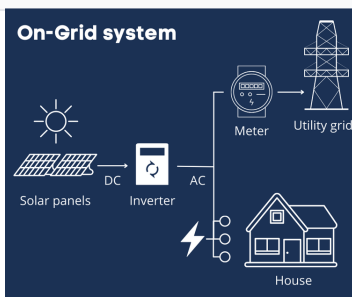 On-Grid system
Meter
Utility grid
DC
AC
Solar panels
Inverter
House